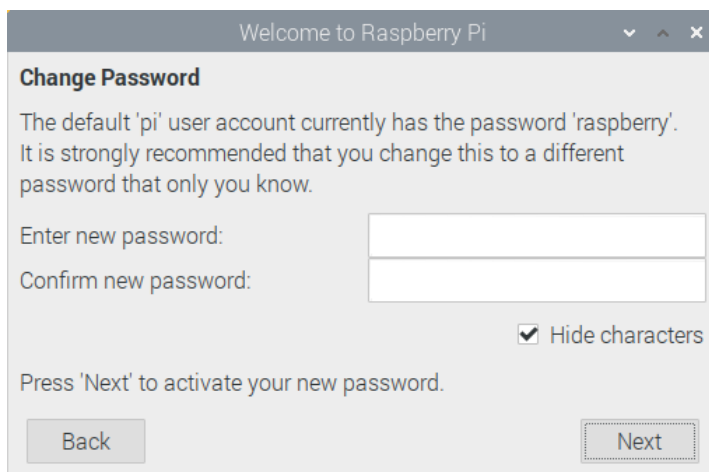 Welcome to Raspberry Pi
Change Password
The default 'pi' user account currently has the password 'raspberry'.
It is strongly recommended that you change this to a different
password that only you know.
Enter new password:
Confirm new password:
Hide characters
Press 'Next' to activate your new password.
Back
Next